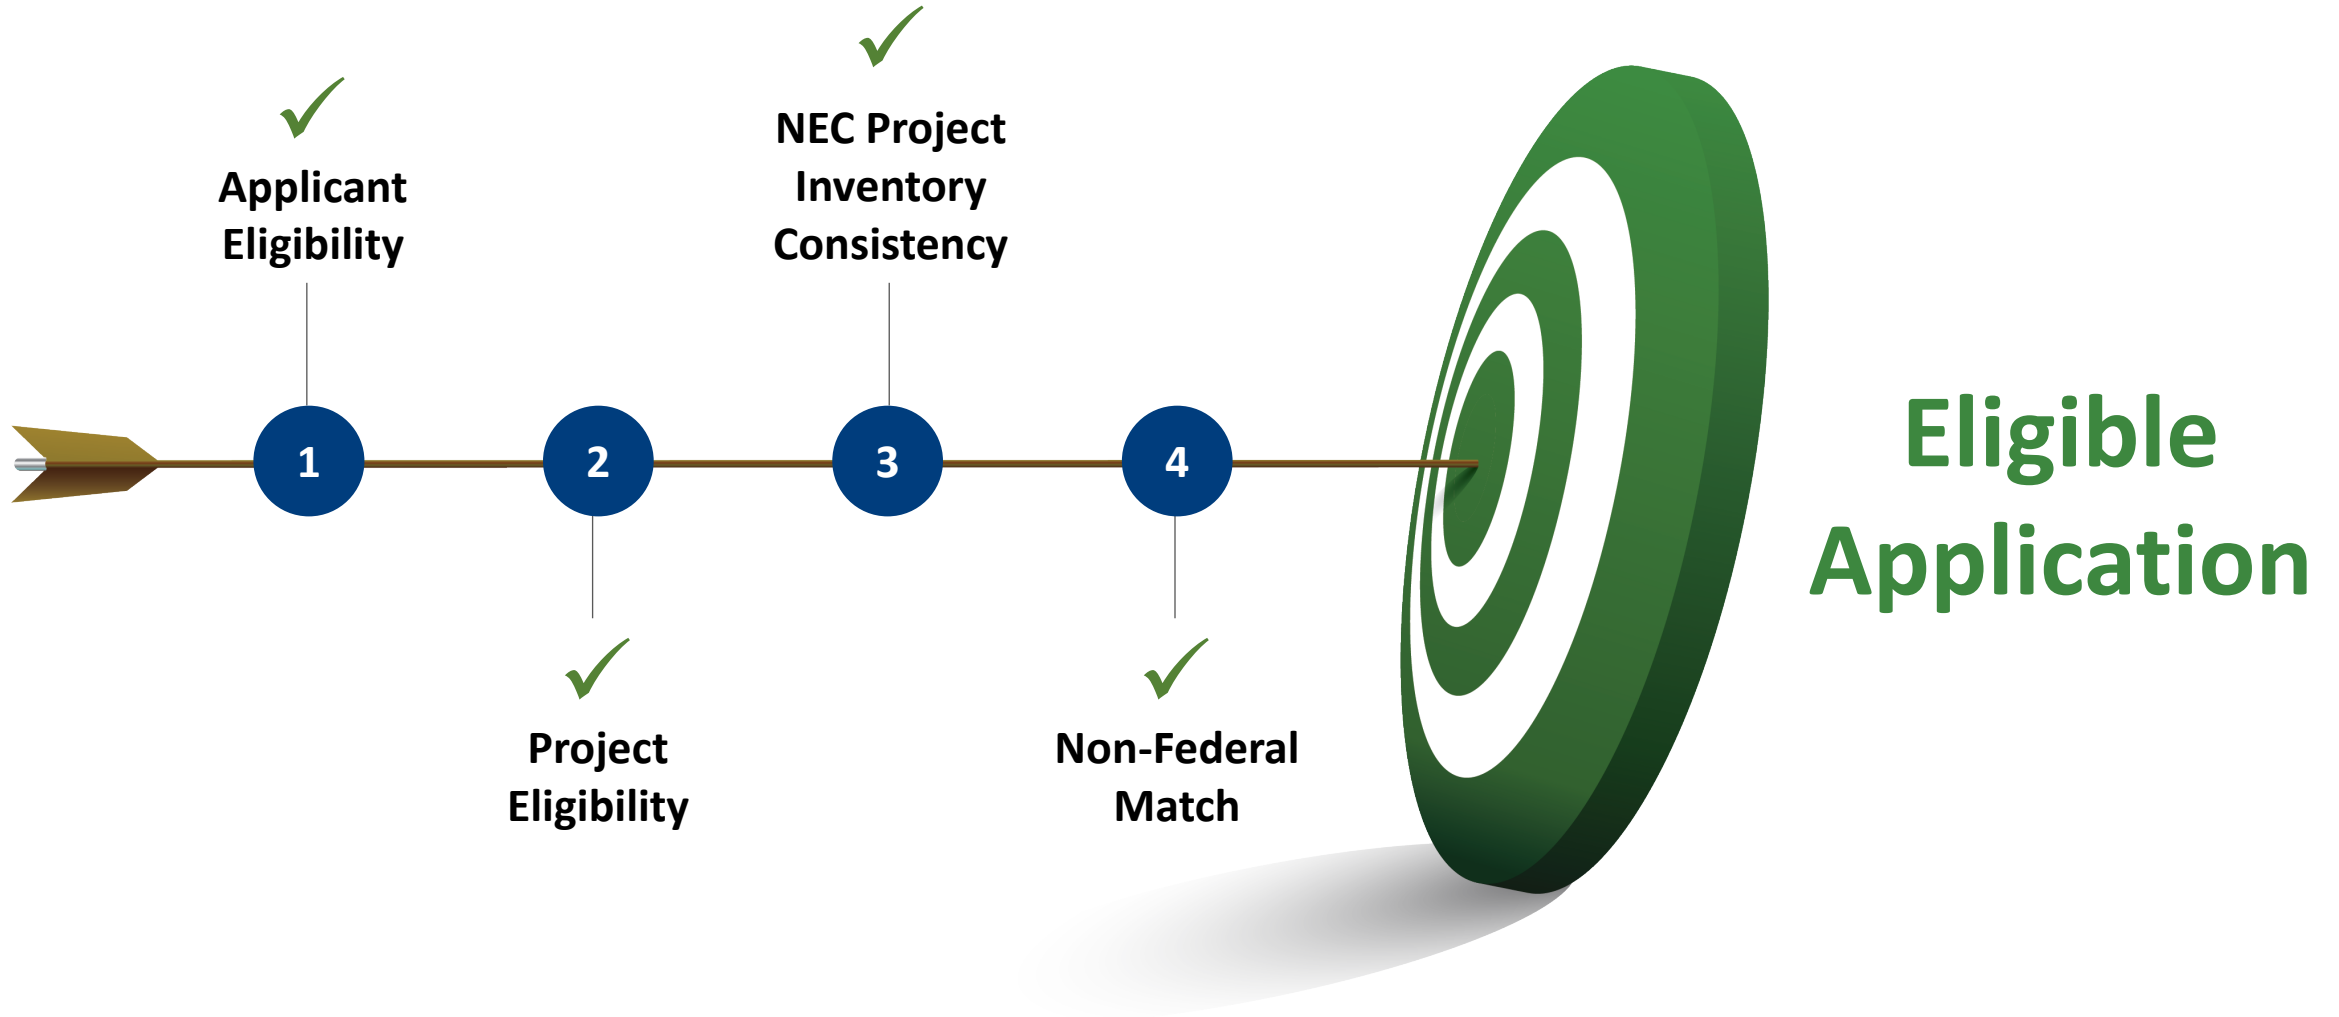 Applicant
Eligibility
NEC Project
Inventory
Consistency
1
2
3
4
Project
Eligibility
Non-Federal
Match
Eligible
Application